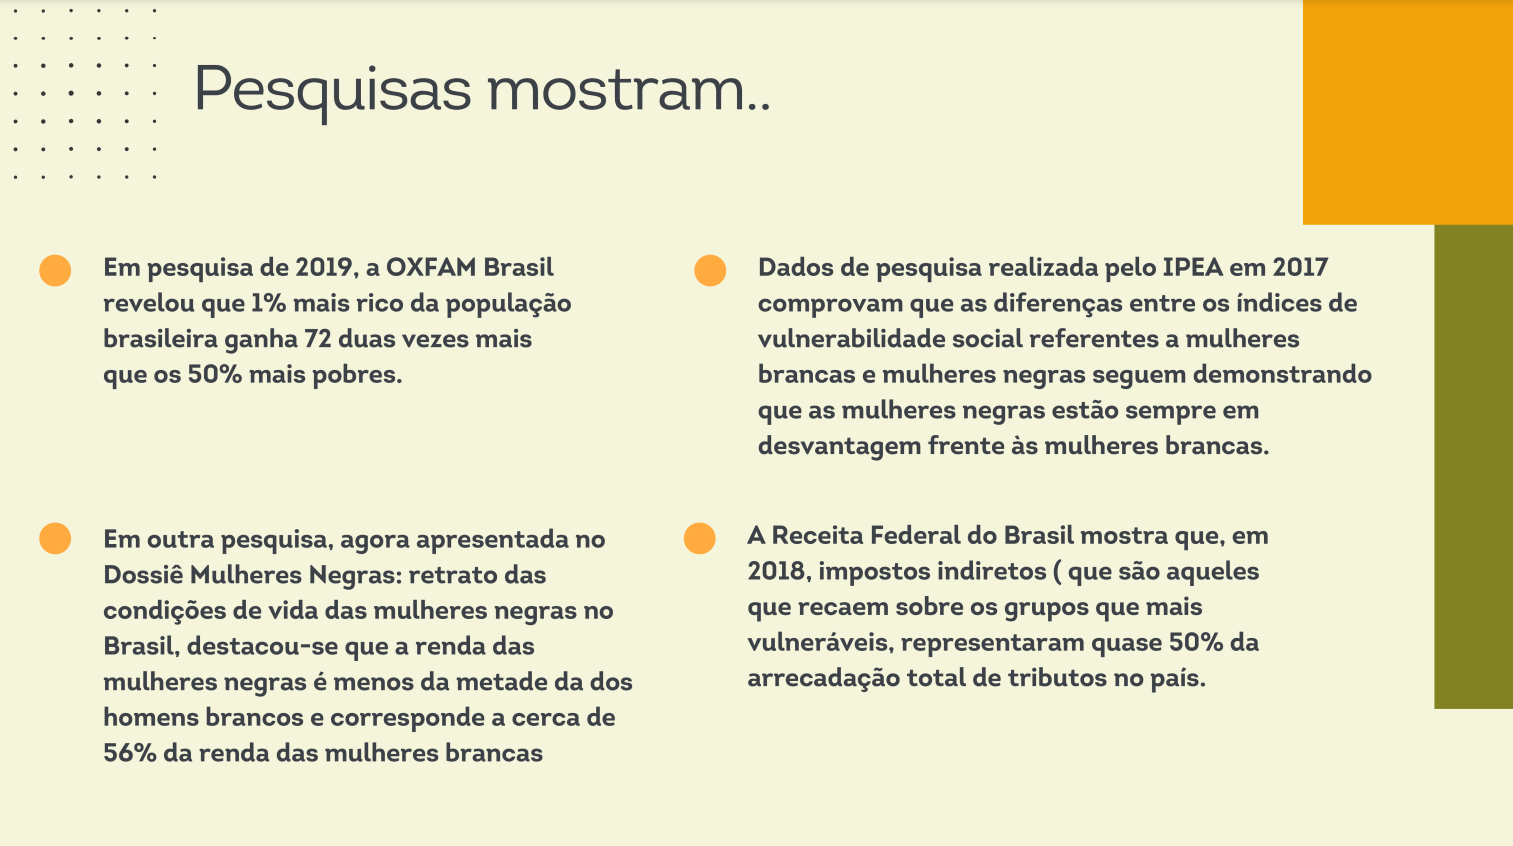 Pesquisas mostram..
Em pesquisa de 2019, a OXFAM Brasil
revelou que 1% mais rico da população
brasileira ganha 72 duas vezes mais
que os 50% mais pobres.
Dados de pesquisa realizada pelo IPEA em 2017
comprovam que as diferenças entre os índices de
vulnerabilidade social referentes a mulheres
brancas e mulheres negras seguem demonstrando
que as mulheres negras estão sempre em
desvantagem frente às mulheres brancas.
Em outra pesquisa, agora apresentada no
Dossiê Mulheres Negras: retrato das
condições de vida das mulheres negras no
Brasil, destacou-se que a renda das
mulheres negras é menos da metade da dos
homens brancos e corresponde a cerca de
56% da renda das mulheres brancas
A Receita Federal do Brasil mostra que, em
2018, impostos indiretos ( que são aqueles
que recaem sobre os grupos que mais
vulneráveis, representaram quase 50% da
arrecadação total de tributos no país.